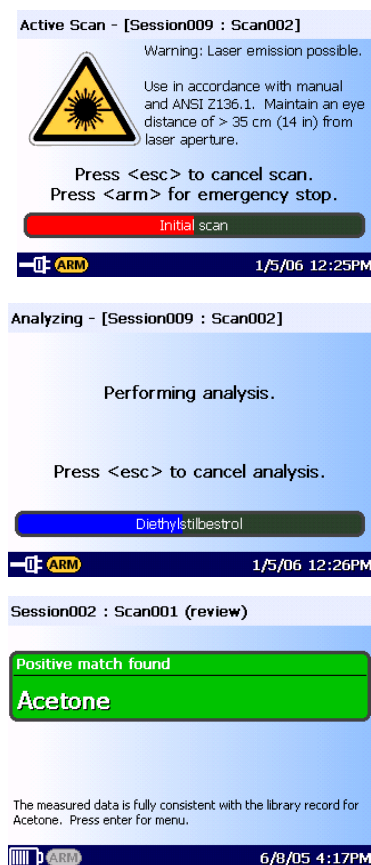 Active Scan - [Session009 : Scan002]
Warning: Laser emission possible.
Use in accordance with manual
and ANSI Z136.1. Maintain an eye
distance of > 35 cm (14 in) from
laser aperture.
Press <esc> to cancel scan.
Press <arm> for emergency stop.
Initial scan
ARM 1/5/06 12:25PM
Analyzing - [Session009 : Scan002]
Performing analysis.
Press <esc> to cancel analysis.
Diethylstilbestrol
ARM 1/5/06 12:26PM
Session002 : Scan001 (review)
Positive match found
Acetone
The measured data is fully consistent with the library record for
Acetone. Press enter for menu.
ARM 6/8/05 4:17PM